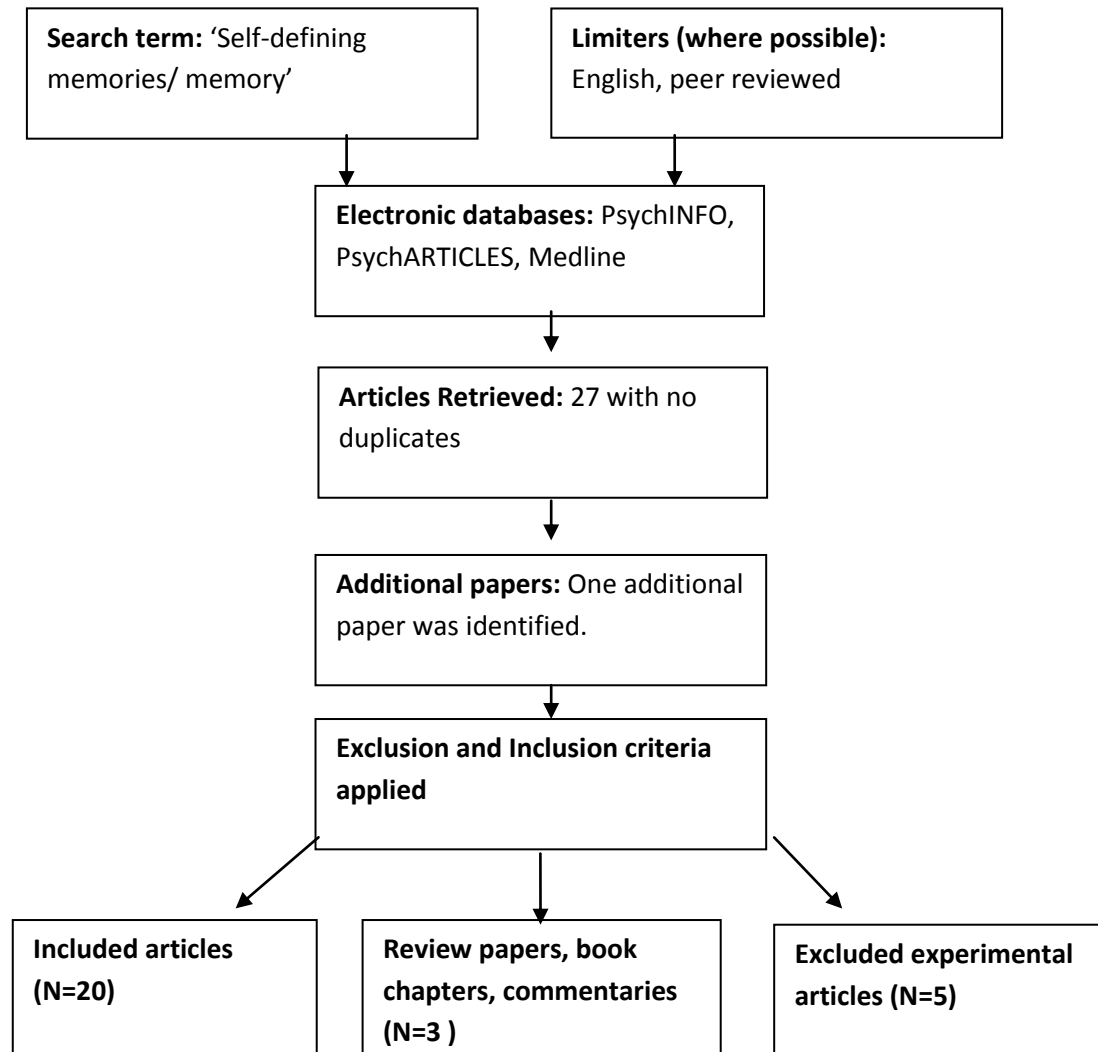 Search term: ‘Self-defining
memories/ memory’
Limiters (where possible):
English, peer reviewed
Electronic databases: PsychINFO,
PsychARTICLES, Medline
Articles Retrieved: 27 with no
duplicates
Additional papers: One additional
paper was identified.
Exclusion and Inclusion criteria
applied
Included articles
(N=20)
Review papers, book
chapters, commentaries
(N=3 )
Excluded experimental
articles (N=5)